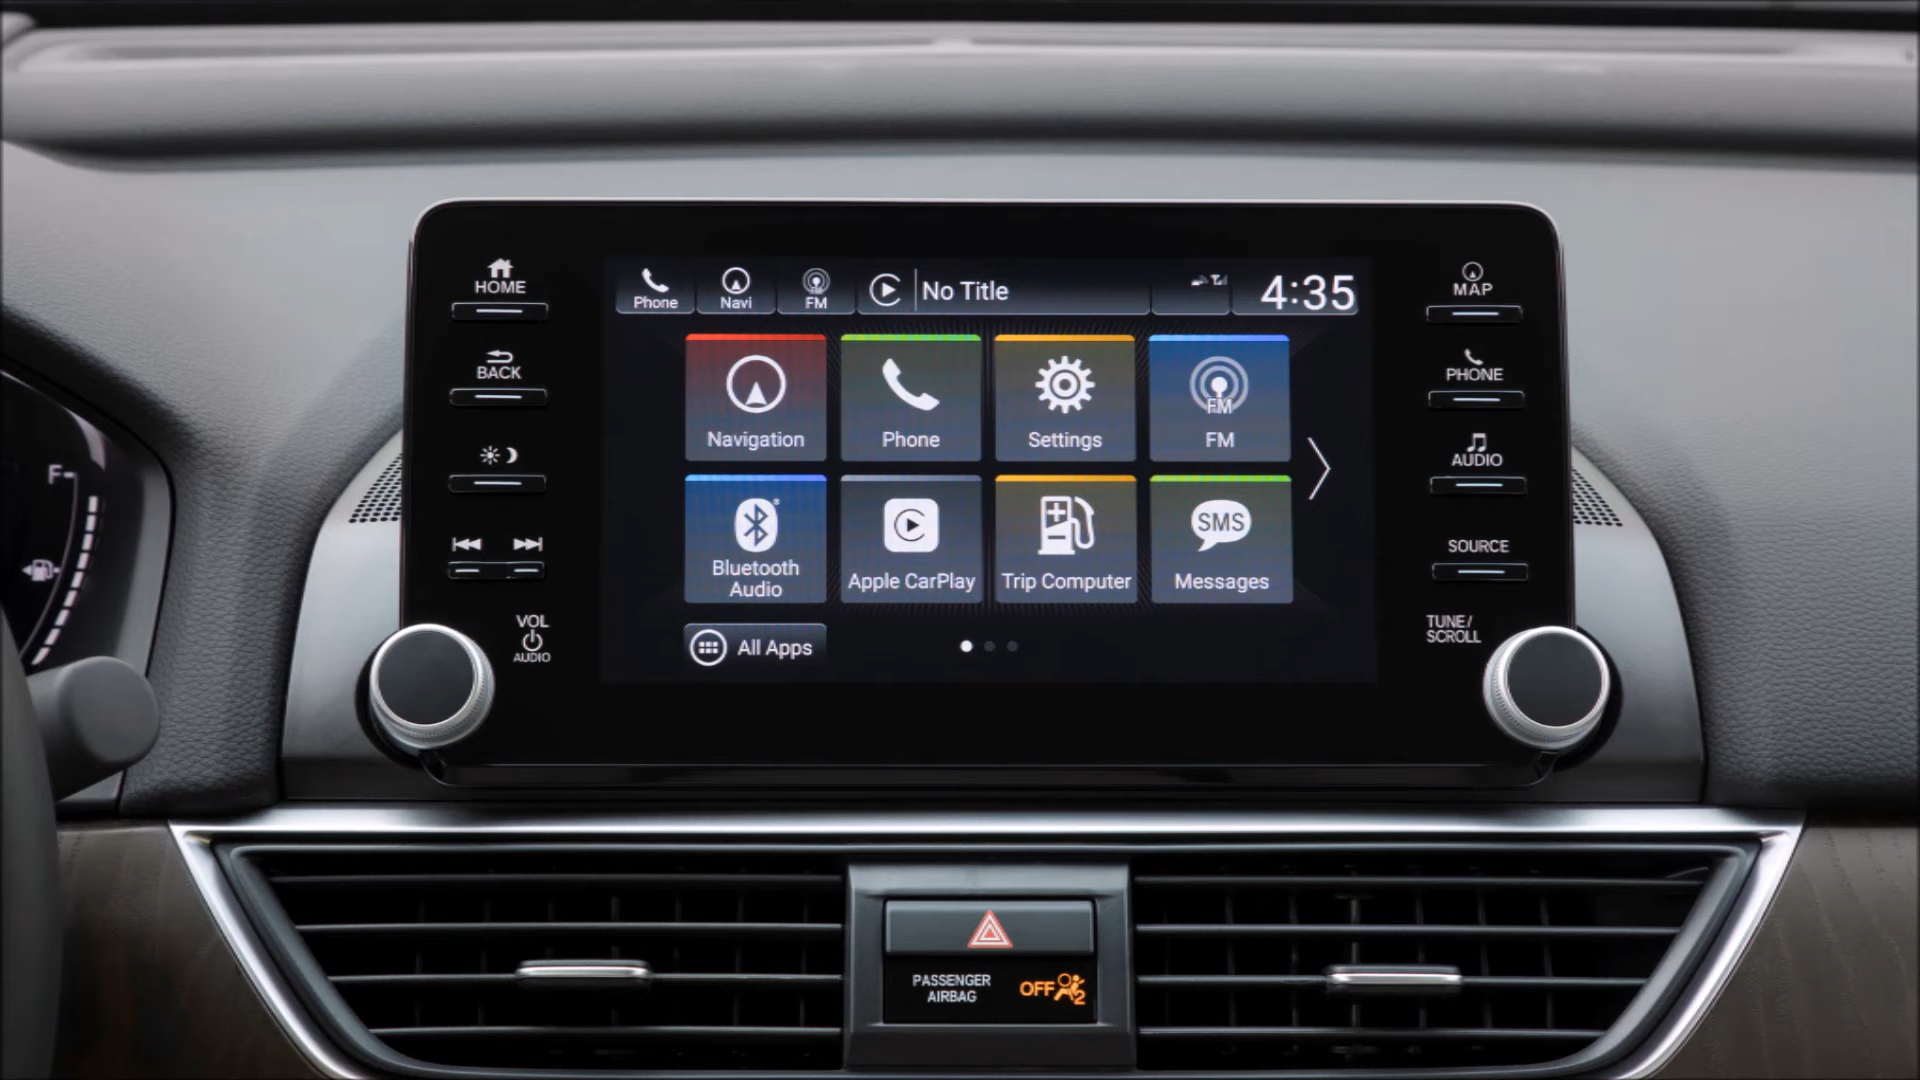 HOME
BACK
VOL
AUDIO
F
Phone
Navi
FM
No Title
4:35
Navigation
Phone
Settings
FM
FM
Bluetooth
Audio
Apple CarPlay
Trip Computer
SMS
Messages
All Apps
MAP
PHONE
AUDIO
SOURCE
TUNE/
SCROLL
PASSENGER
AIRBAG
OFF
2